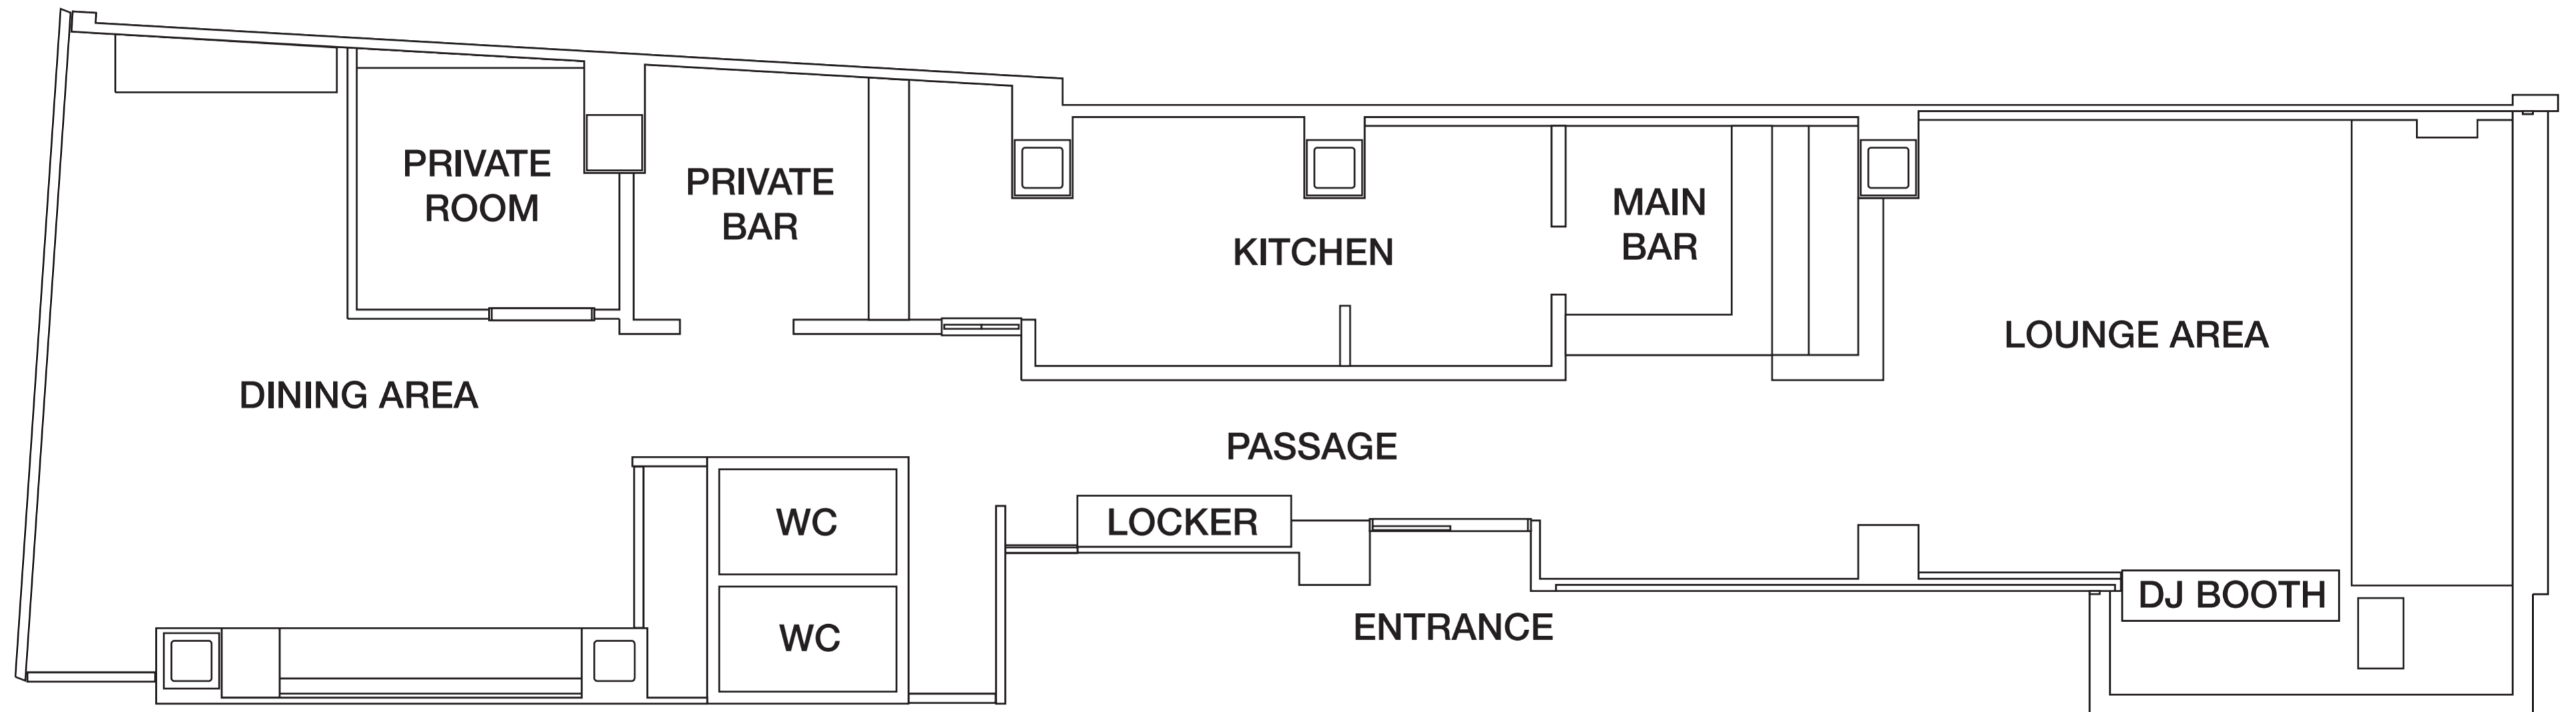 PRIVATE
ROOM
PRIVATE
BAR
KITCHEN
MAIN
BAR
LOUNGE AREA
DINING AREA
PASSAGE
WC
LOCKER
WC
ENTRANCE
DJ BOOTH